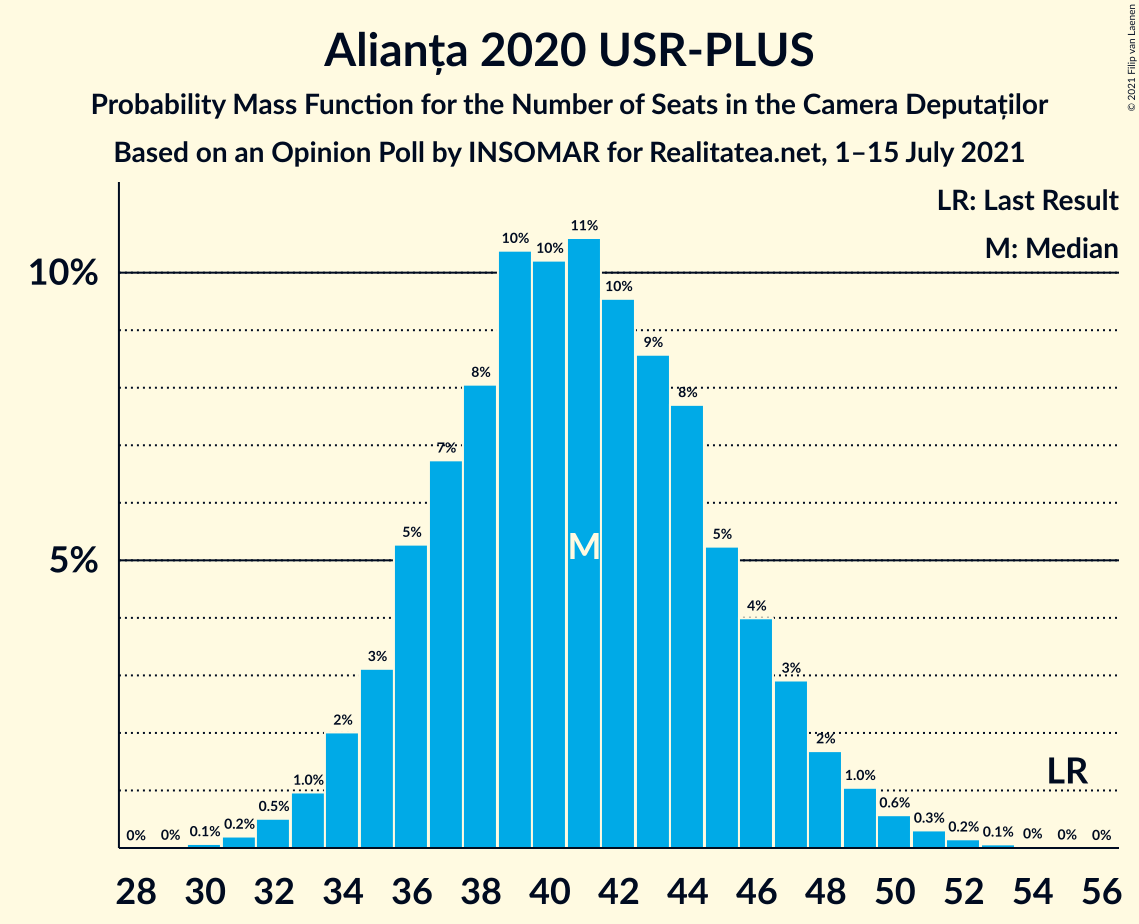 Alianța 2020 USR-PLUS
Probability Mass Function for the Number of Seats in the Camera Deputaților
Based on an Opinion Poll by INSOMAR for Realitatea.net, 1–15 July 2021
© 2021 Filip van Laenen
LR: Last Result
M: Median
10%
5%
0% 0% 0.1% 0.2% 0.5% 1.0% 2% 3% 5% 7% 8% 10% 10% 11% 10% 9% 8% 5% 4% 3% 2% 1.0% 0.6% 0.3% 0.2% 0.1% 0% 0% 0%
M
LR
28 30 32 34 36 38 40 42 44 46 48 50 52 54 56